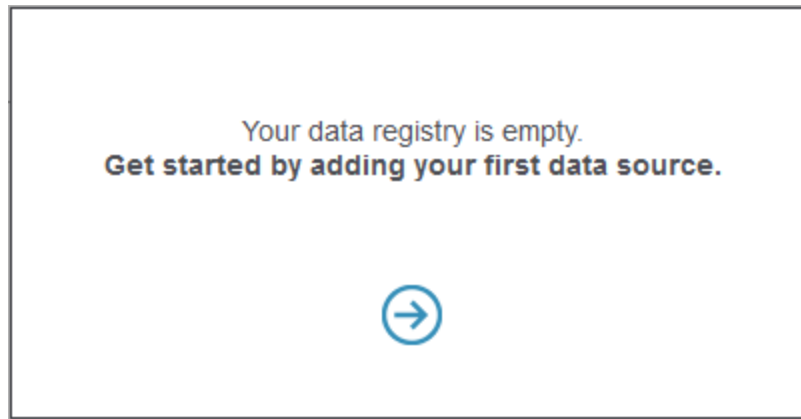 Your data registry is empty.
Get started by adding your first data source.